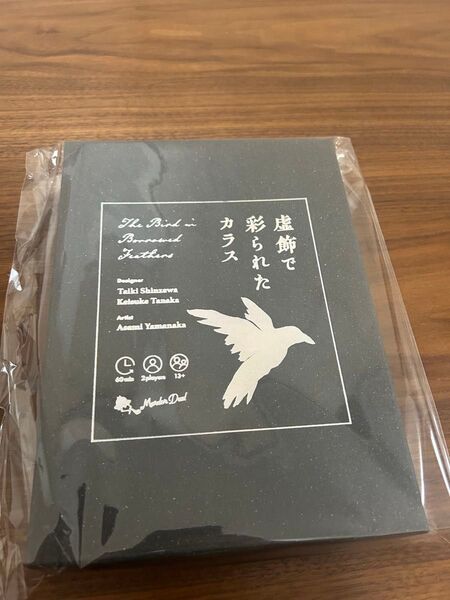 虚飾で
彩られた
カラス
The Bird in
Borrowed
Feathers
Designer
Taiki Shinzawa
Keisuke Tanaka
Artist
Asami Yamanaka
60min
2players
13+
Murder Deal